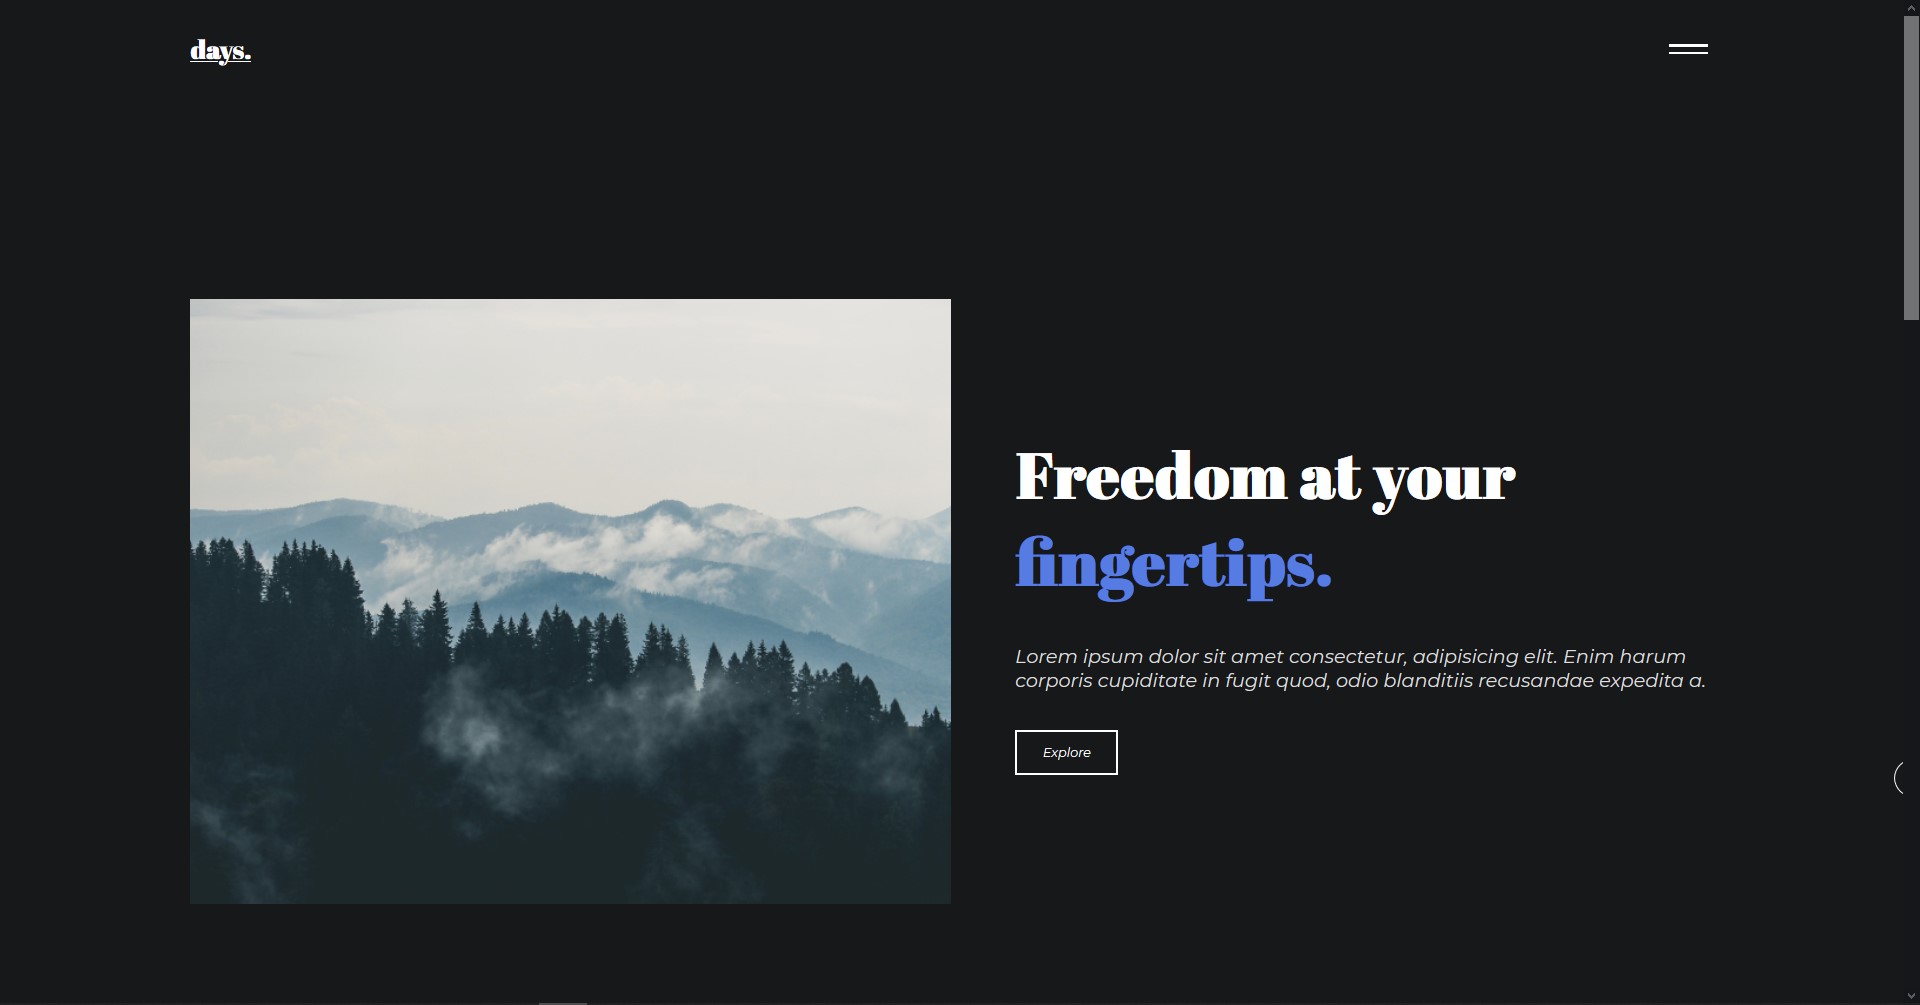 days.
Freedom at your
fingertips.
Lorem ipsum dolor sit amet consectetur, adipisicing elit. Enim harum
corporis cupiditate in fugit quod, odio blanditiis recusandae expedita a.
Explore